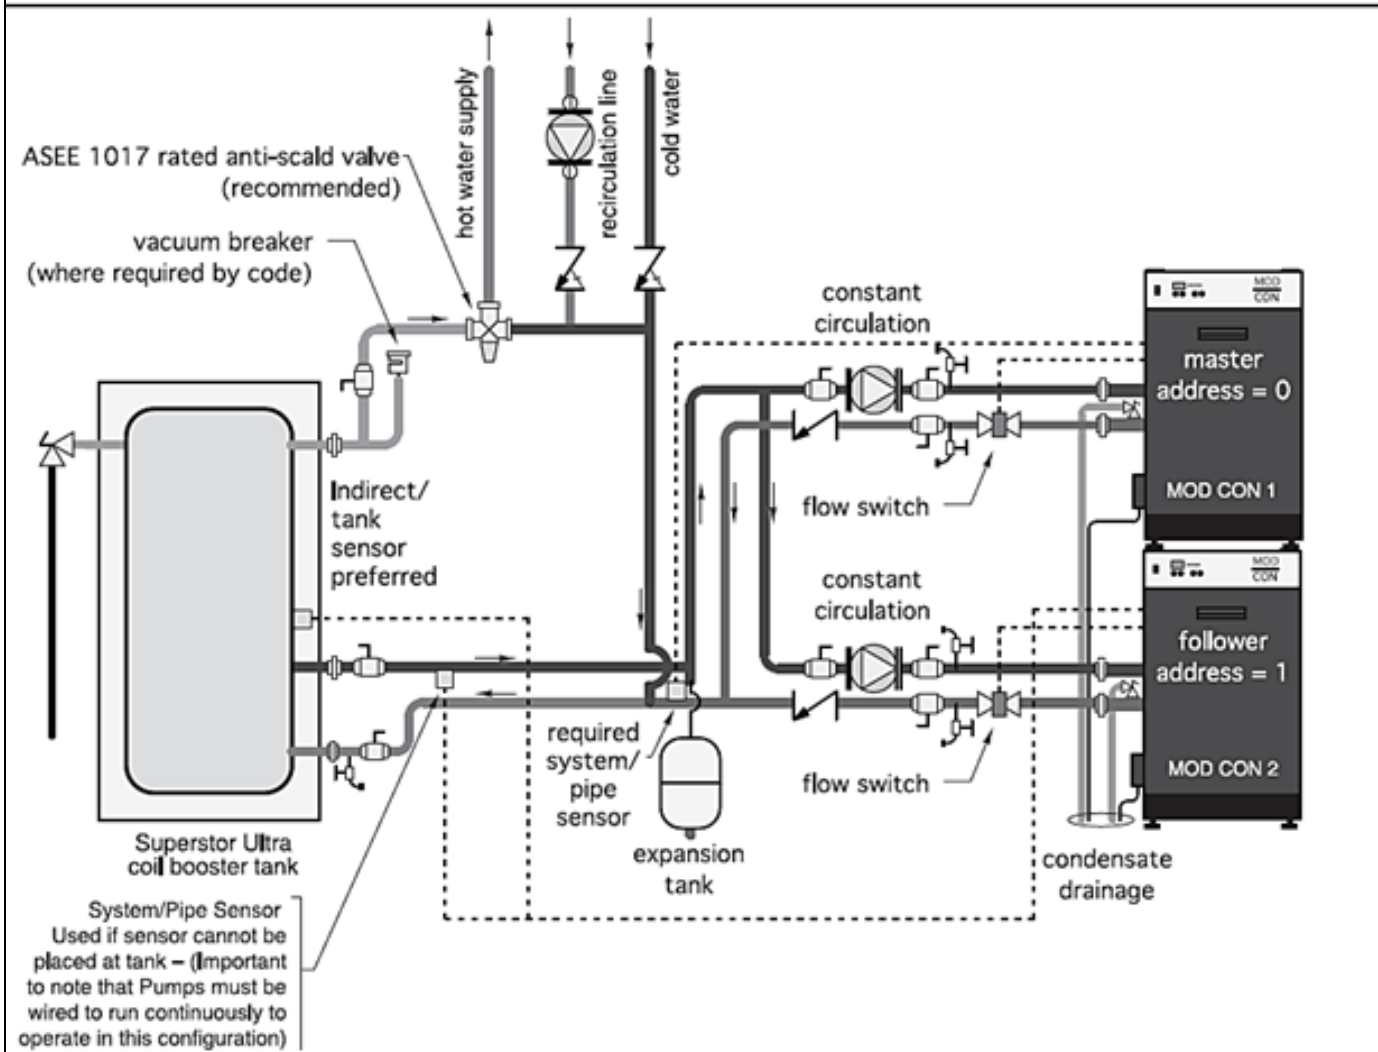 hot water supply
recirculation line
cold water
ASEE 1017 rated anti-scald valve
(recommended)
vacuum breaker
(where required by code)
constant
circulation
MOD
CON
master
address = 0
flow switch
MOD CON 1
Indirect/
tank
sensor
preferred
constant
circulation
MOD
CON
follower
address = 1
required
system/
pipe
sensor
flow switch
MOD CON 2
expansion
tank
condensate
drainage
Superstor Ultra
coil booster tank
System/Pipe Sensor
Used if sensor cannot be
placed at tank – (Important
to note that Pumps must be
wired to run continuously to
operate in this configuration)